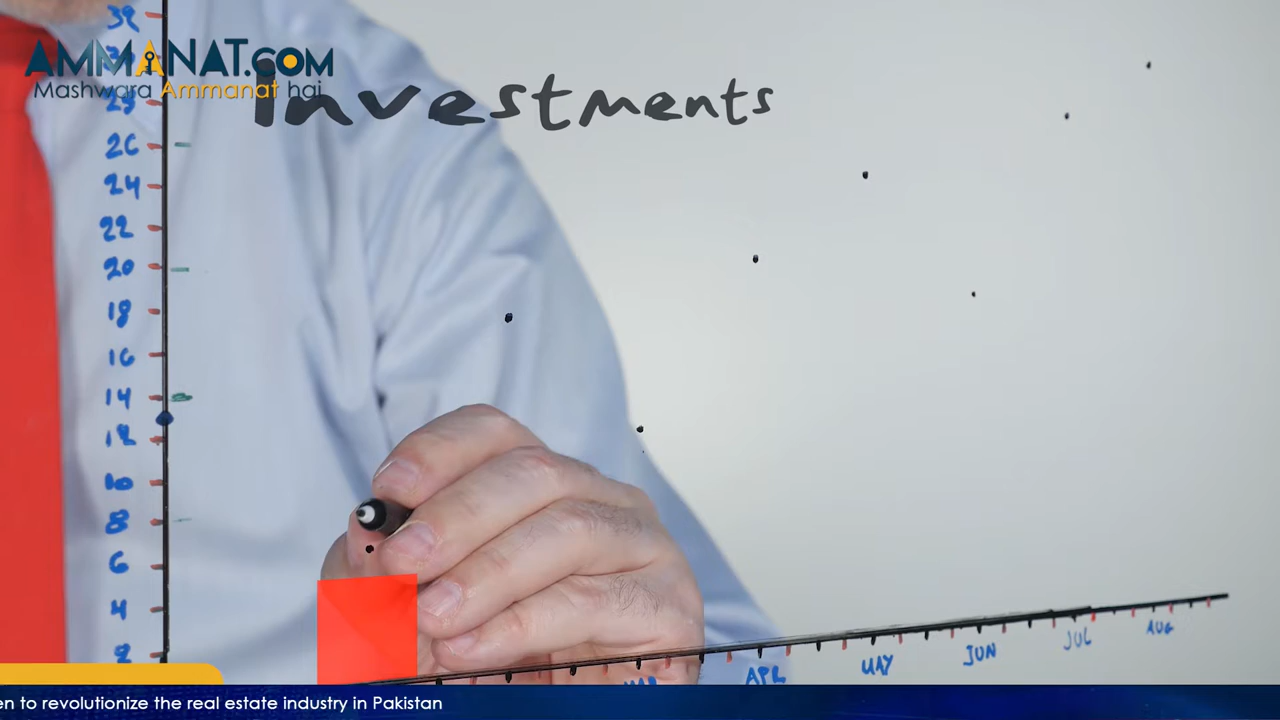 AMMANAT.COM
Mashwara Ammanat hai
Investments
26
24
22
20
18
16
14
12
10
8
6
4
2
APR
MAY
JUN
JUL
AUG
en to revolutionize the real estate industry in Pakistan